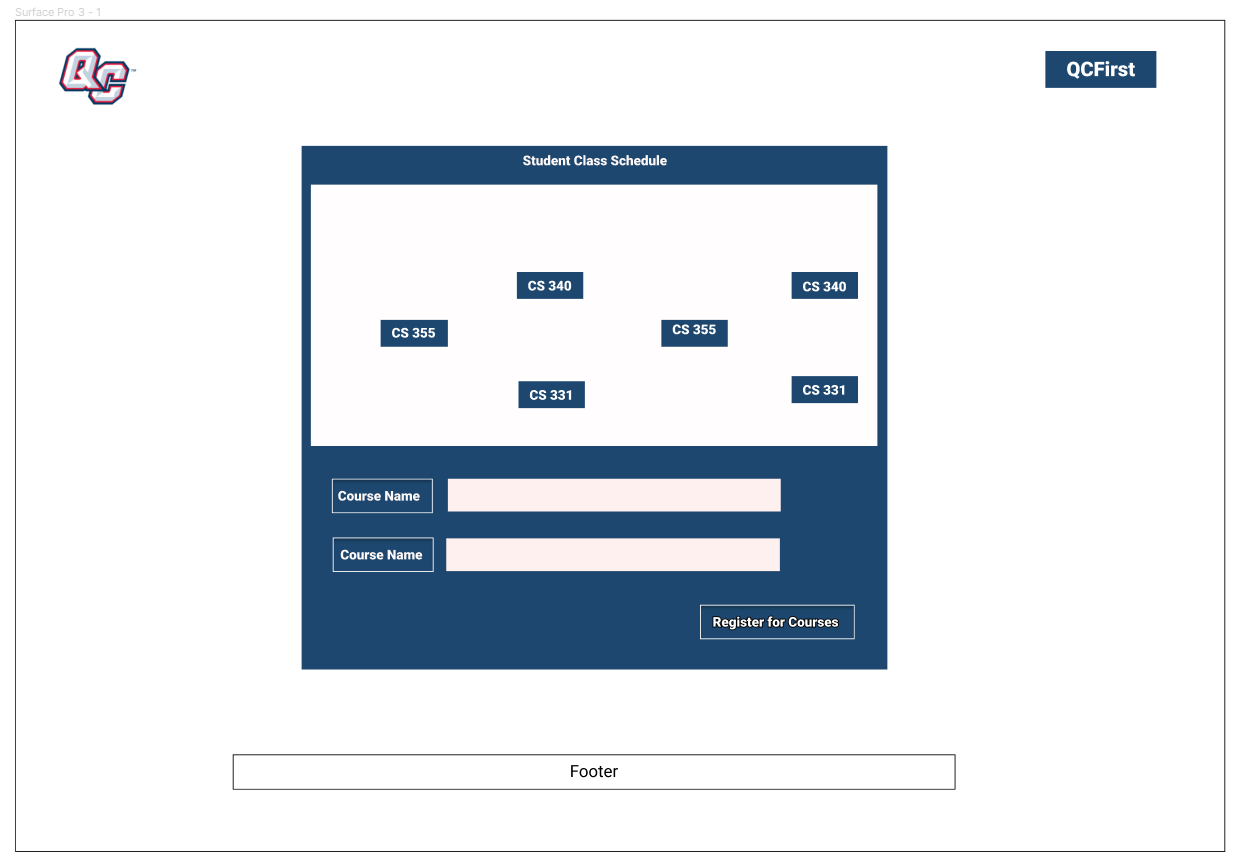 Surface Pro 3 - 1
QC
QCFirst
Student Class Schedule
CS 340
CS 340
CS 355
CS 355
CS 331
CS 331
Course Name
Course Name
Register for Courses
Footer